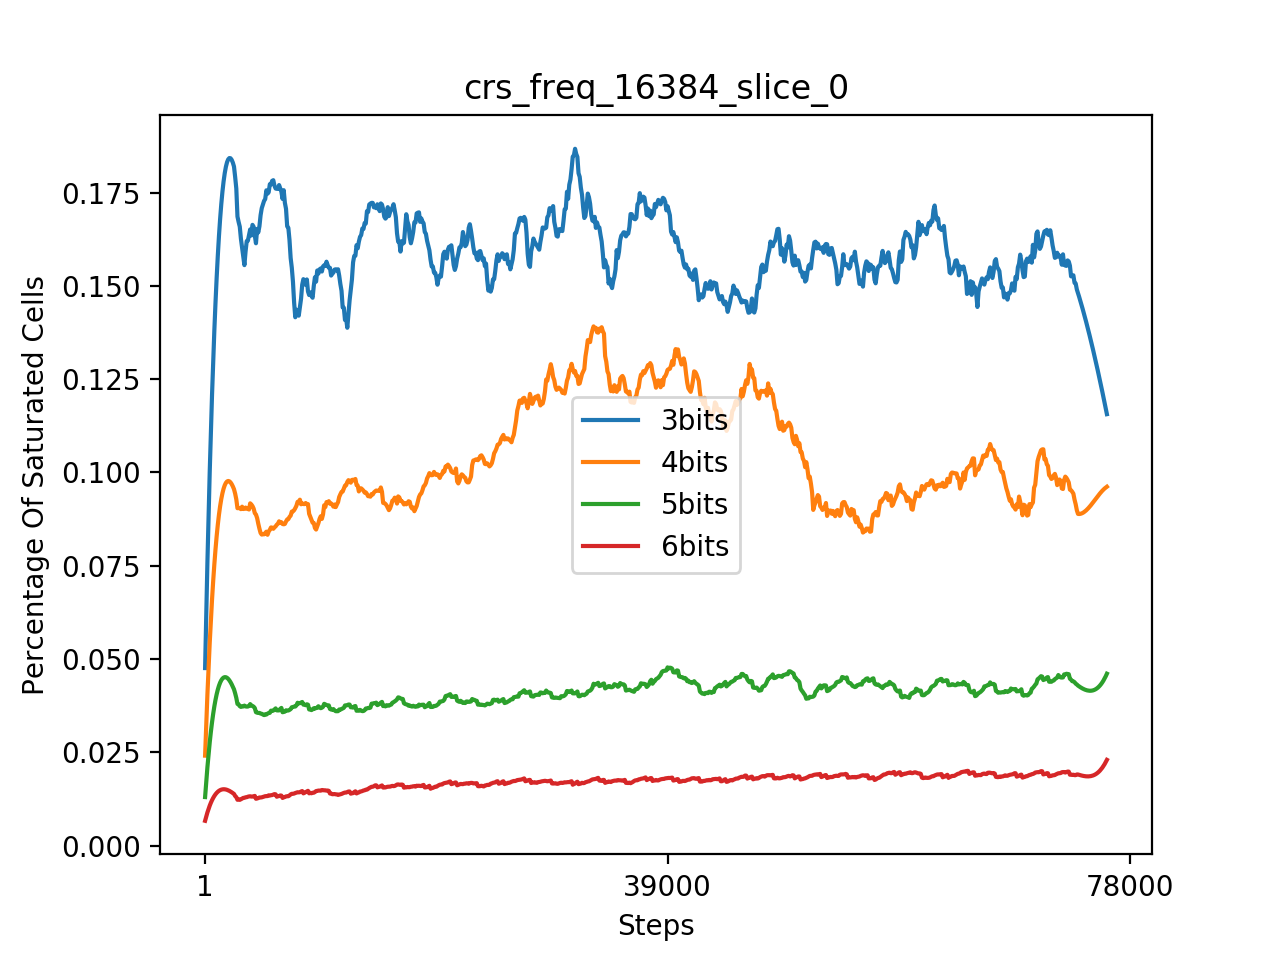 crs_freq_16384_slice_0
Percentage Of Saturated Cells
0.175
0.150
0.125
0.100
0.075
0.050
0.025
0.000
3bits
4bits
5bits
6bits
1 39000 78000
Steps